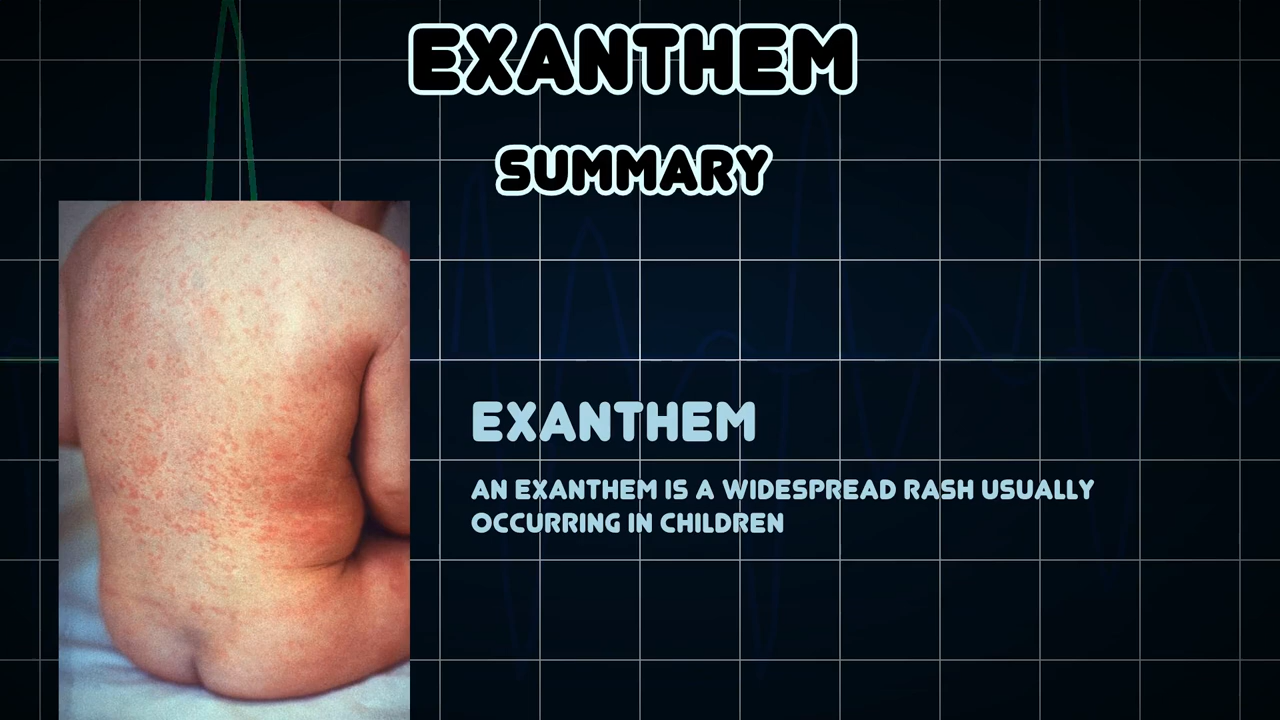 EXANTHEM
SUMMARY
EXANTHEM
AN EXANTHEM IS A WIDESPREAD RASH USUALLY
OCCURRING IN CHILDREN